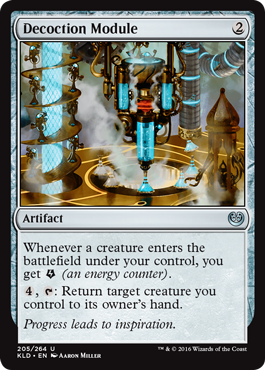 Decoction Module 2
Artifact
Whenever a creature enters the
battlefield under your control, you
get (an energy counter).
4, : Return target creature you
control to its owner's hand.
Progress leads to inspiration.
205/264 U
KLD • EN Aaron Miller
™ & © 2016 Wizards of the Coast